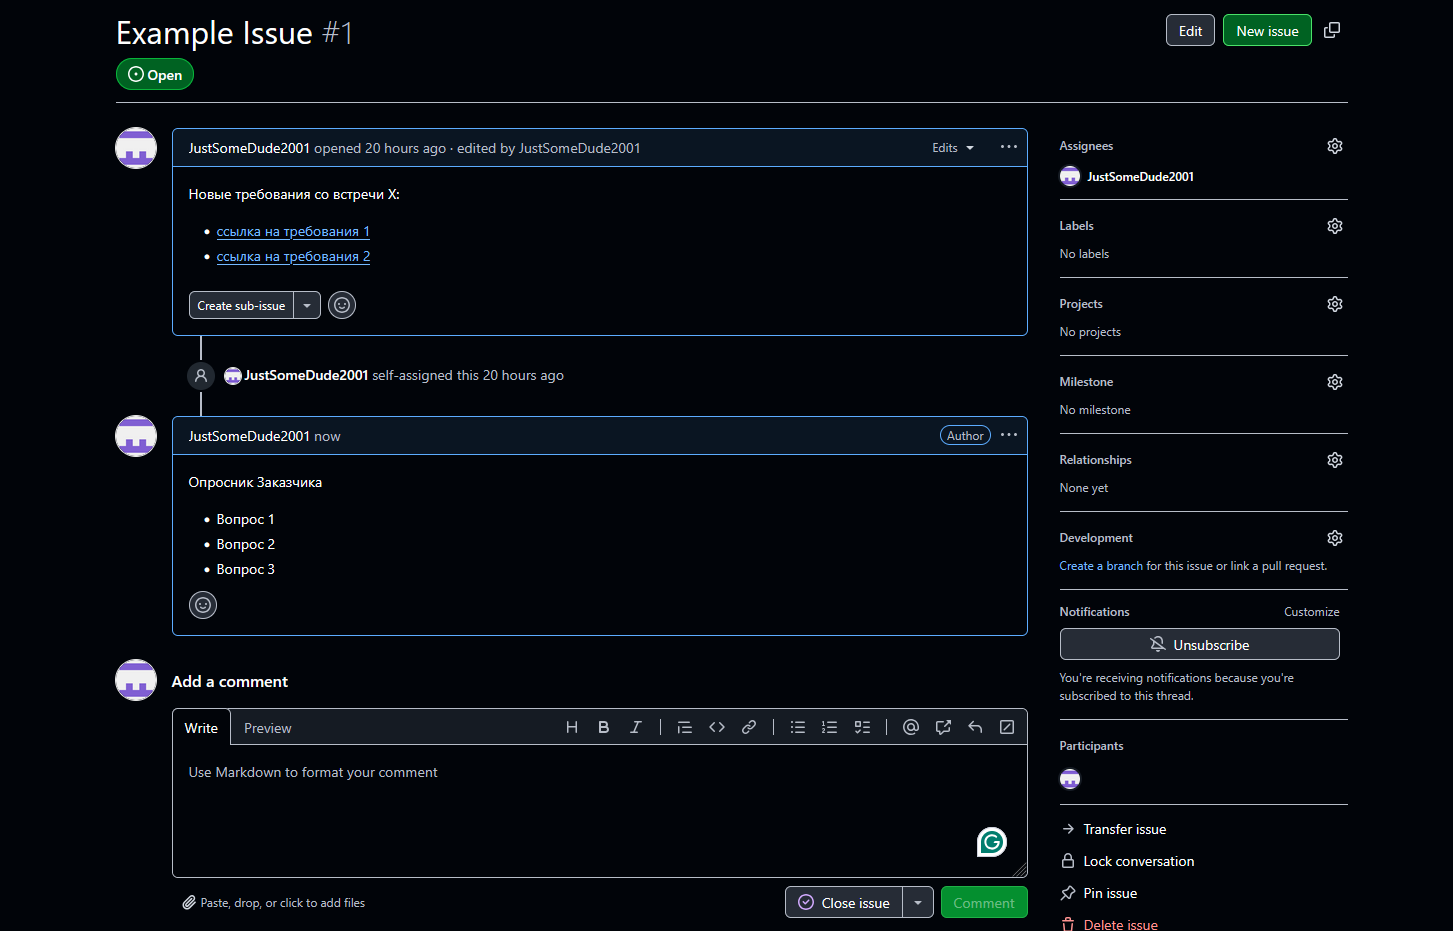 Example Issue #1
Edit
New issue
Open
JustSomeDude2001 opened 20 hours ago · edited by JustSomeDude2001
Edits
Новые требования со встречи X:
ссылка на требования 1
ссылка на требования 2
Create sub-issue
JustSomeDude2001 self-assigned this 20 hours ago
JustSomeDude2001 now
Author
Опросник Заказчика
Вопрос 1
Вопрос 2
Вопрос 3
Add a comment
Write
Preview
Use Markdown to format your comment
Paste, drop, or click to add files
Close issue
Comment
Assignees
JustSomeDude2001
Labels
No labels
Projects
No projects
Milestone
No milestone
Relationships
None yet
Development
Create a branch for this issue or link a pull request.
Notifications
Customize
Unsubscribe
You're receiving notifications because you're
subscribed to this thread.
Participants
Transfer issue
Lock conversation
Pin issue
Delete issue